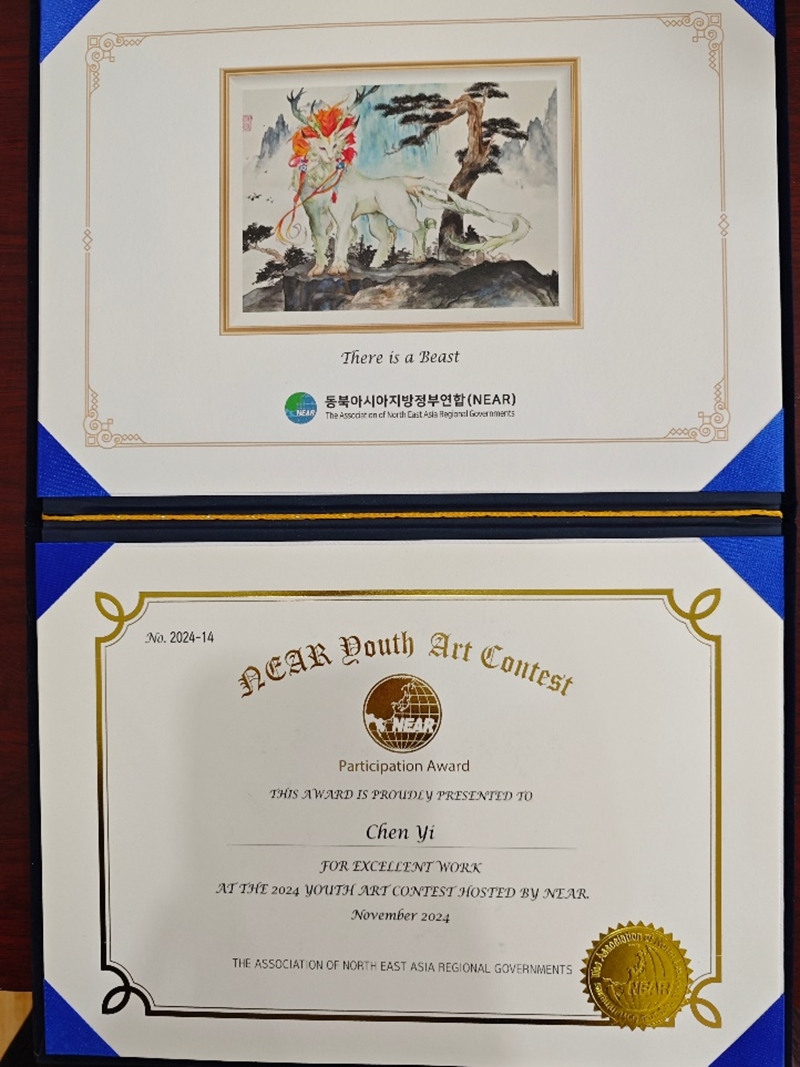 There is a Beast
NEAR
동북아시아지방정부연합(NEAR)
The Association of North East Asia Regional Governments
No. 2024-14
NEAR Youth Art Contest
NEAR
Participation Award
THIS AWARD IS PROUDLY PRESENTED TO
Chen Yi
FOR EXCELLENT WORK
AT THE 2024 YOUTH ART CONTEST HOSTED BY NEAR.
November 2024
THE ASSOCIATION OF NORTH EAST ASIA REGIONAL GOVERNMENTS
NEAR